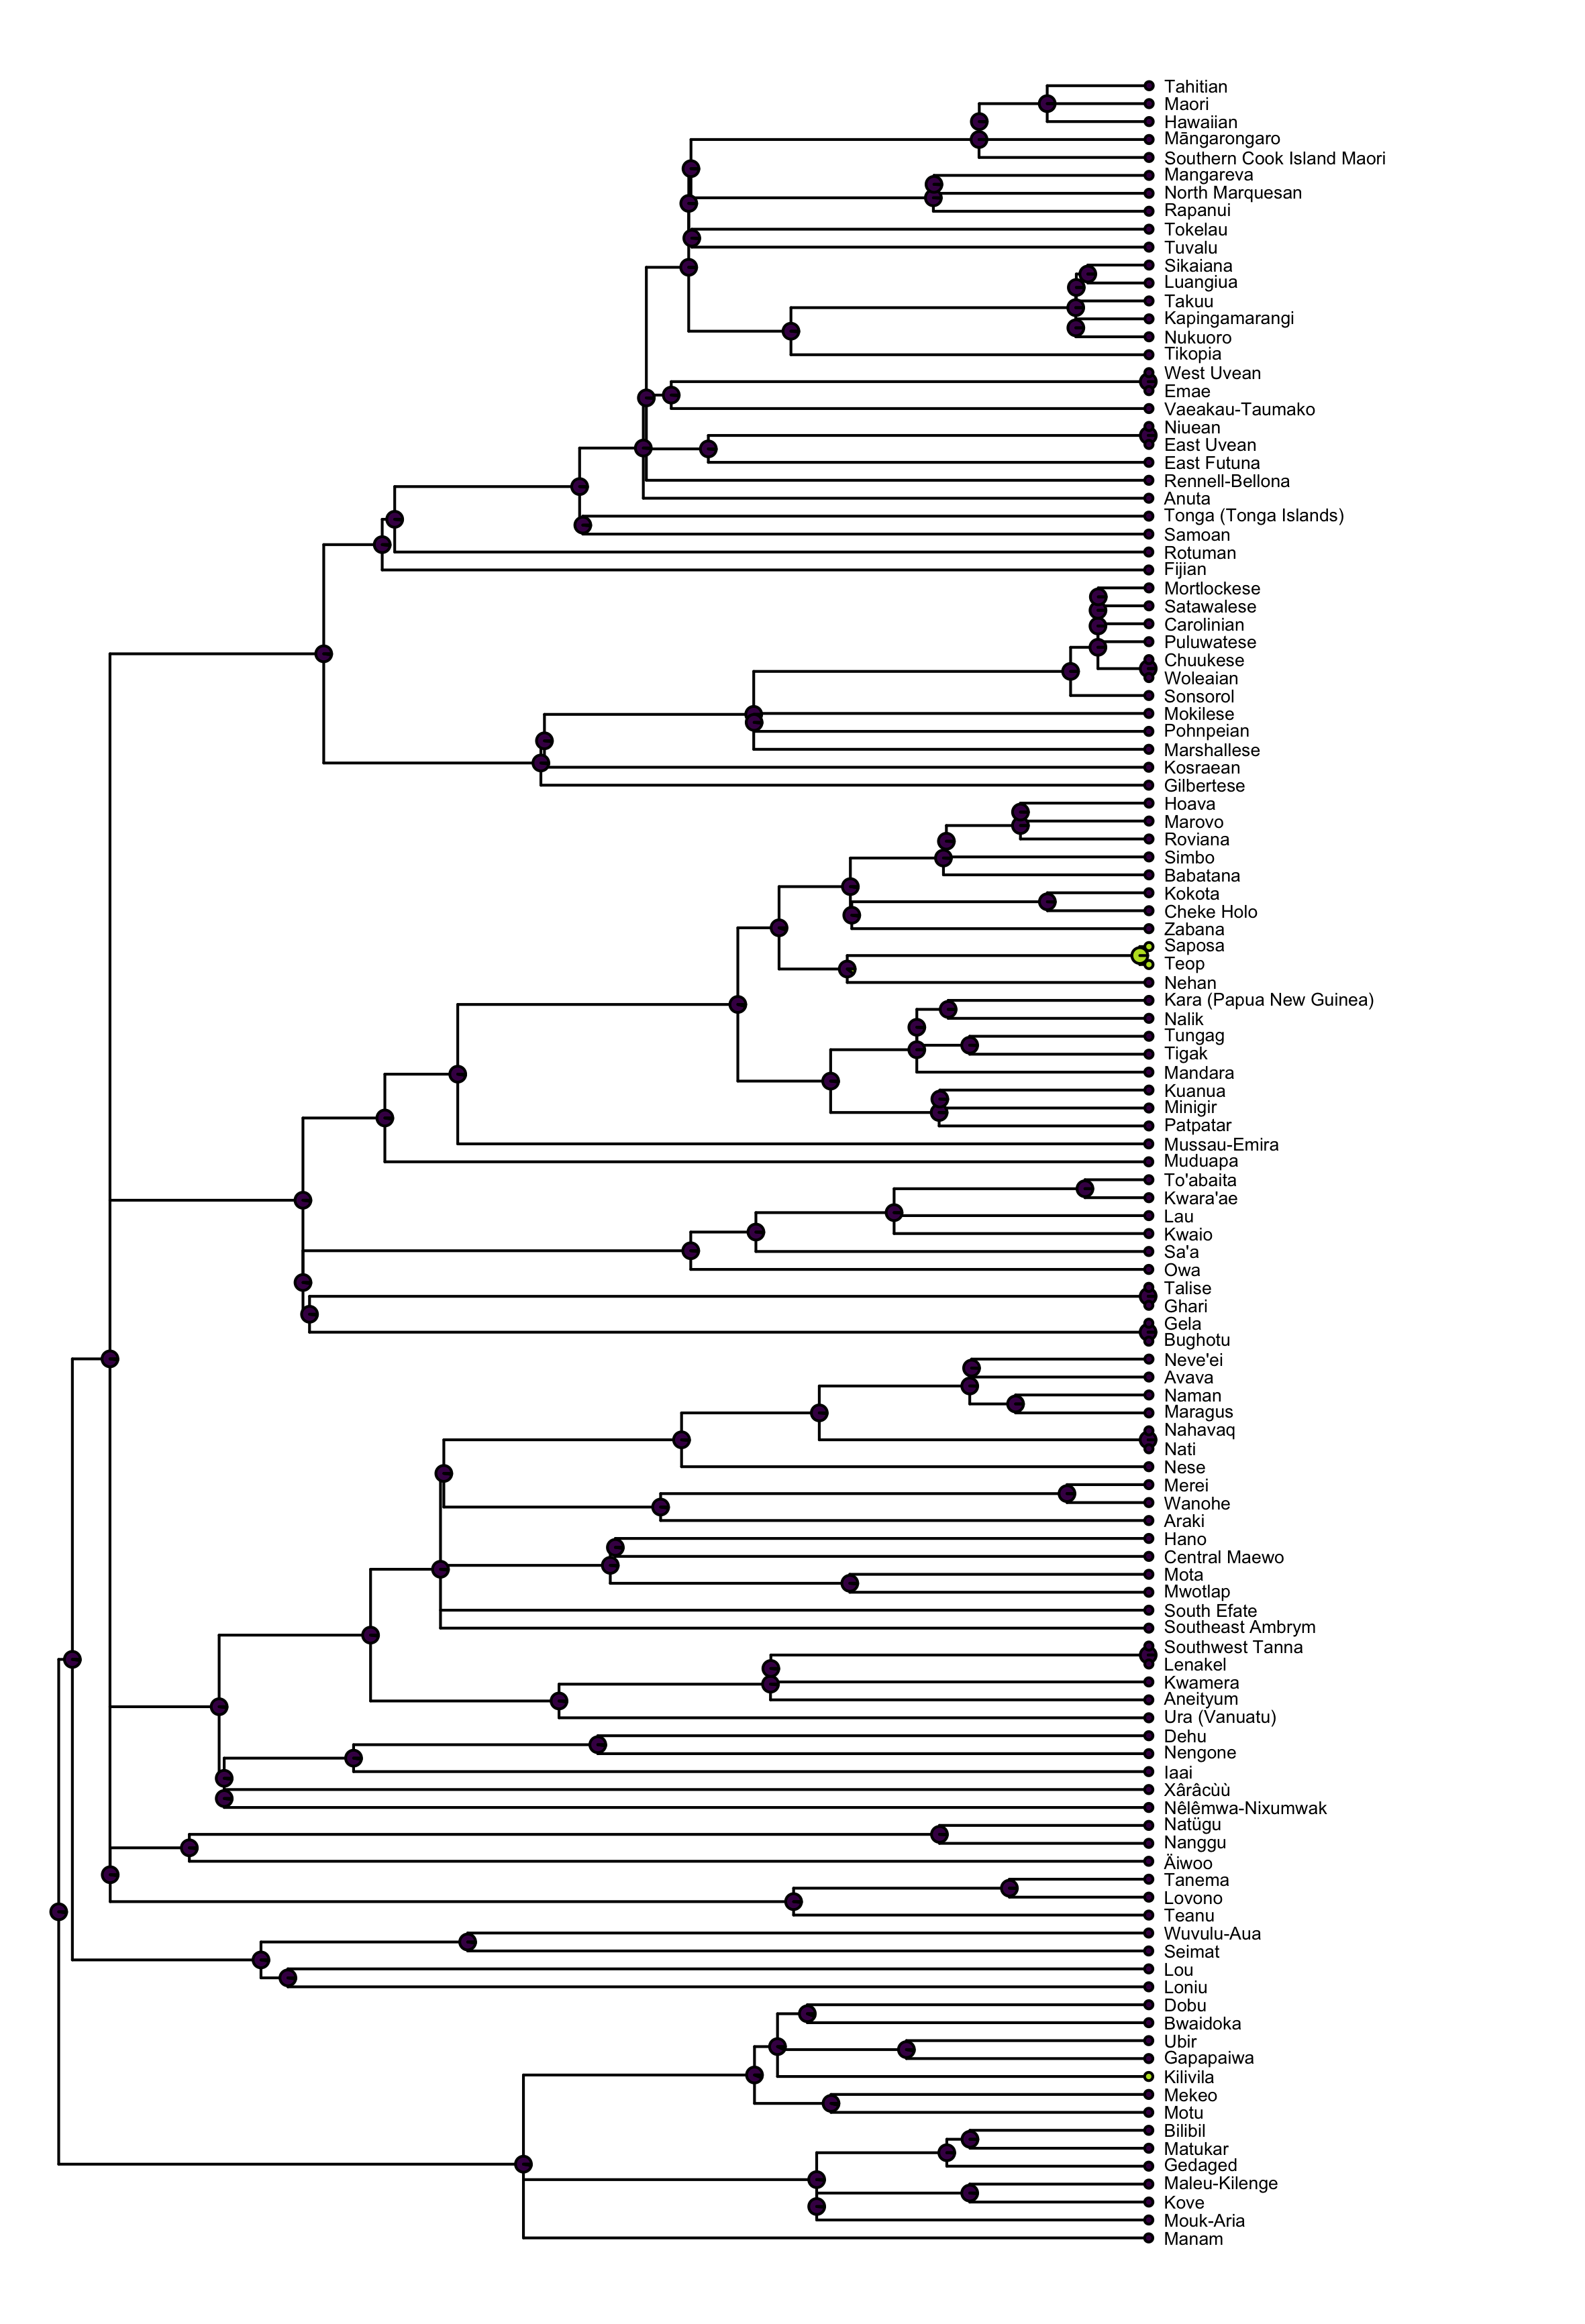 Tahitian
Maori
Hawaiian
Māngarongaro
Southern Cook Island Maori
Mangareva
North Marquesan
Rapanui
Tokelau
Tuvalu
Sikaiana
Luangiua
Takuu
Kapingamarangi
Nukuoro
Tikopia
West Uvean
Emae
Vaeakau-Taumako
Niuean
East Uvean
East Futuna
Rennell-Bellona
Anuta
Tonga (Tonga Islands)
Samoan
Rotuman
Fijian
Mortlockese
Satawalese
Carolinian
Puluwatese
Chuukese
Woleaian
Sonsorol
Mokilese
Pohnpeian
Marshallese
Kosraean
Gilbertese
Hoava
Marovo
Roviana
Simbo
Babatana
Kokota
Cheke Holo
Zabana
Saposa
Teop
Nehan
Kara (Papua New Guinea)
Nalik
Tungag
Tigak
Mandara
Kuanua
Minigir
Patpatar
Mussau-Emira
Muduapa
To'abaita
Kwara'ae
Lau
Kwaio
Sa'a
Owa
Talise
Ghari
Gela
Bughotu
Neve'ei
Avava
Naman
Maragus
Nahavaq
Nati
Nese
Merei
Wanohe
Araki
Hano
Central Maewo
Mota
Mwotlap
South Efate
Southeast Ambrym
Southwest Tanna
Lenakel
Kwamera
Aneityum
Ura (Vanuatu)
Dehu
Nengone
Iaai
Xârâcùù
Nêlêmwa-Nixumwak
Natügu
Nanggu
Äiwoo
Tanema
Lovono
Teanu
Wuvulu-Aua
Seimat
Lou
Loniu
Dobu
Bwaidoka
Ubir
Gapapaiwa
Kilivila
Mekeo
Motu
Bilibil
Matukar
Gedaged
Maleu-Kilenge
Kove
Mouk-Aria
Manam